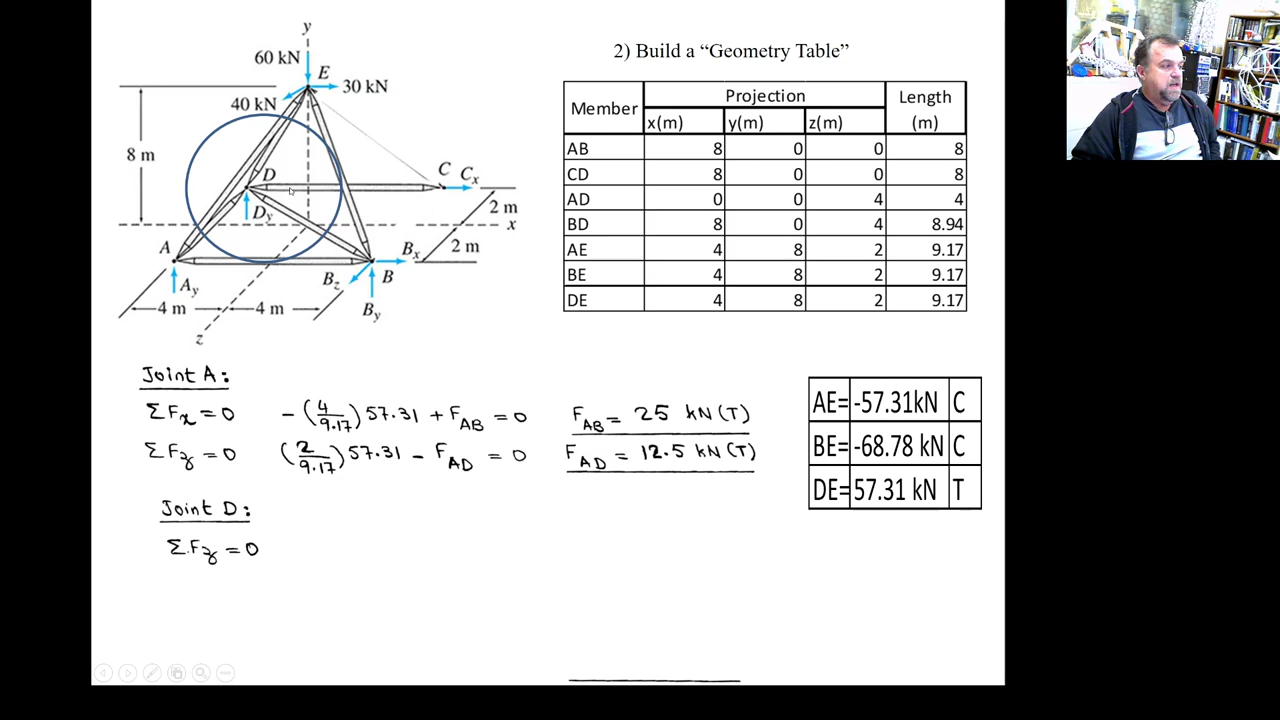 2) Build a “Geometry Table”
y
60 kN
E
30 kN
40 kN
8 m
D
C Cx
Dy
2 m
x
A
Bx
2 m
Bz
B
Ay
4 m
4 m
By
z
Member Projection Length
x(m) y(m) z(m) (m)
AB 8 0 0 8
CD 8 0 0 8
AD 0 0 4 4
BD 8 0 4 8.94
AE 4 8 2 9.17
BE 4 8 2 9.17
DE 4 8 2 9.17
Joint A:
ΣFx = 0 -(4/9.17) 57.31 + FAB = 0 FAB = 25 kN (T)
ΣFz = 0 (2/9.17) 57.31 - FAD = 0 FAD = 12.5 kN (T)
Joint D:
ΣFz = 0
AE= -57.31kN C
BE= -68.78 kN C
DE= 57.31 kN T